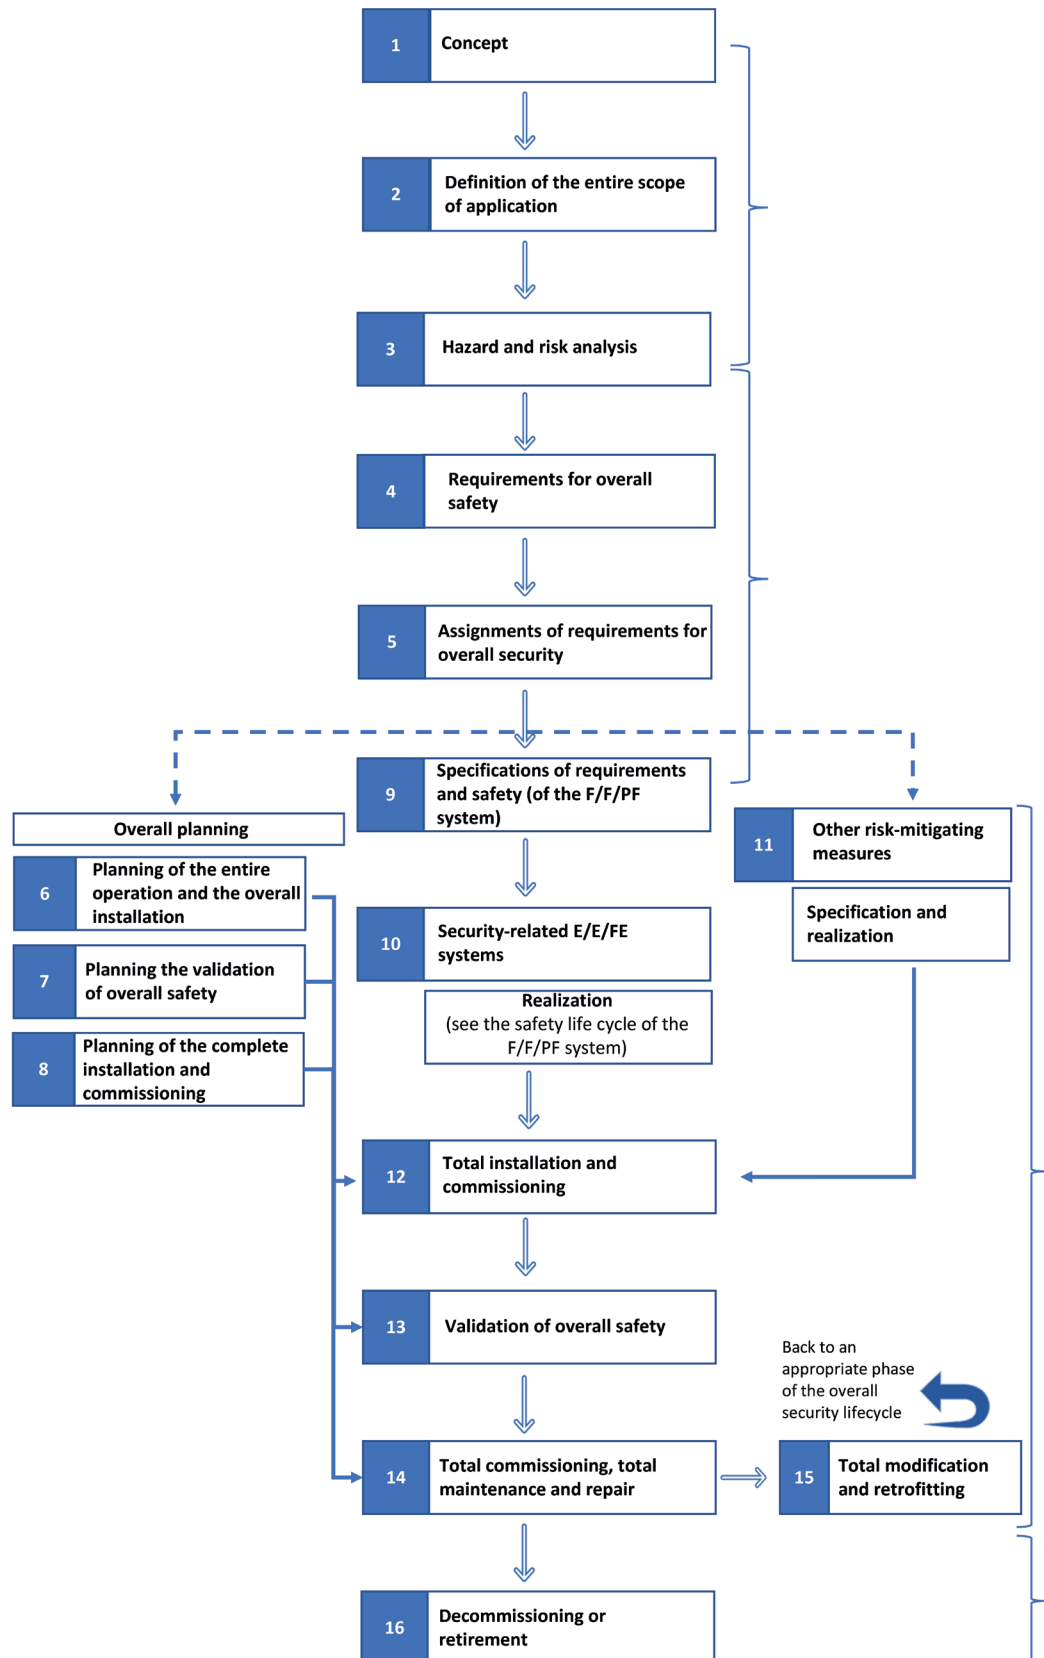 1
Concept
2
Definition of the entire scope
of application
3
Hazard and risk analysis
4
Requirements for overall
safety
5
Assignments of requirements for
overall security
9
Specifications of requirements
and safety (of the F/F/PF
system)
Overall planning
6
Planning of the entire
operation and the overall
installation
7
Planning the validation
of overall safety
8
Planning of the complete
installation and
commissioning
10
Security-related E/E/FE
systems
Realization
(see the safety life cycle of the
F/F/PF system)
11
Other risk-mitigating
measures
Specification and
realization
12
Total installation and
commissioning
13
Validation of overall safety
Back to an
appropriate phase
of the overall
security lifecycle
14
Total commissioning, total
maintenance and repair
15
Total modification
and retrofitting
16
Decommissioning or
retirement